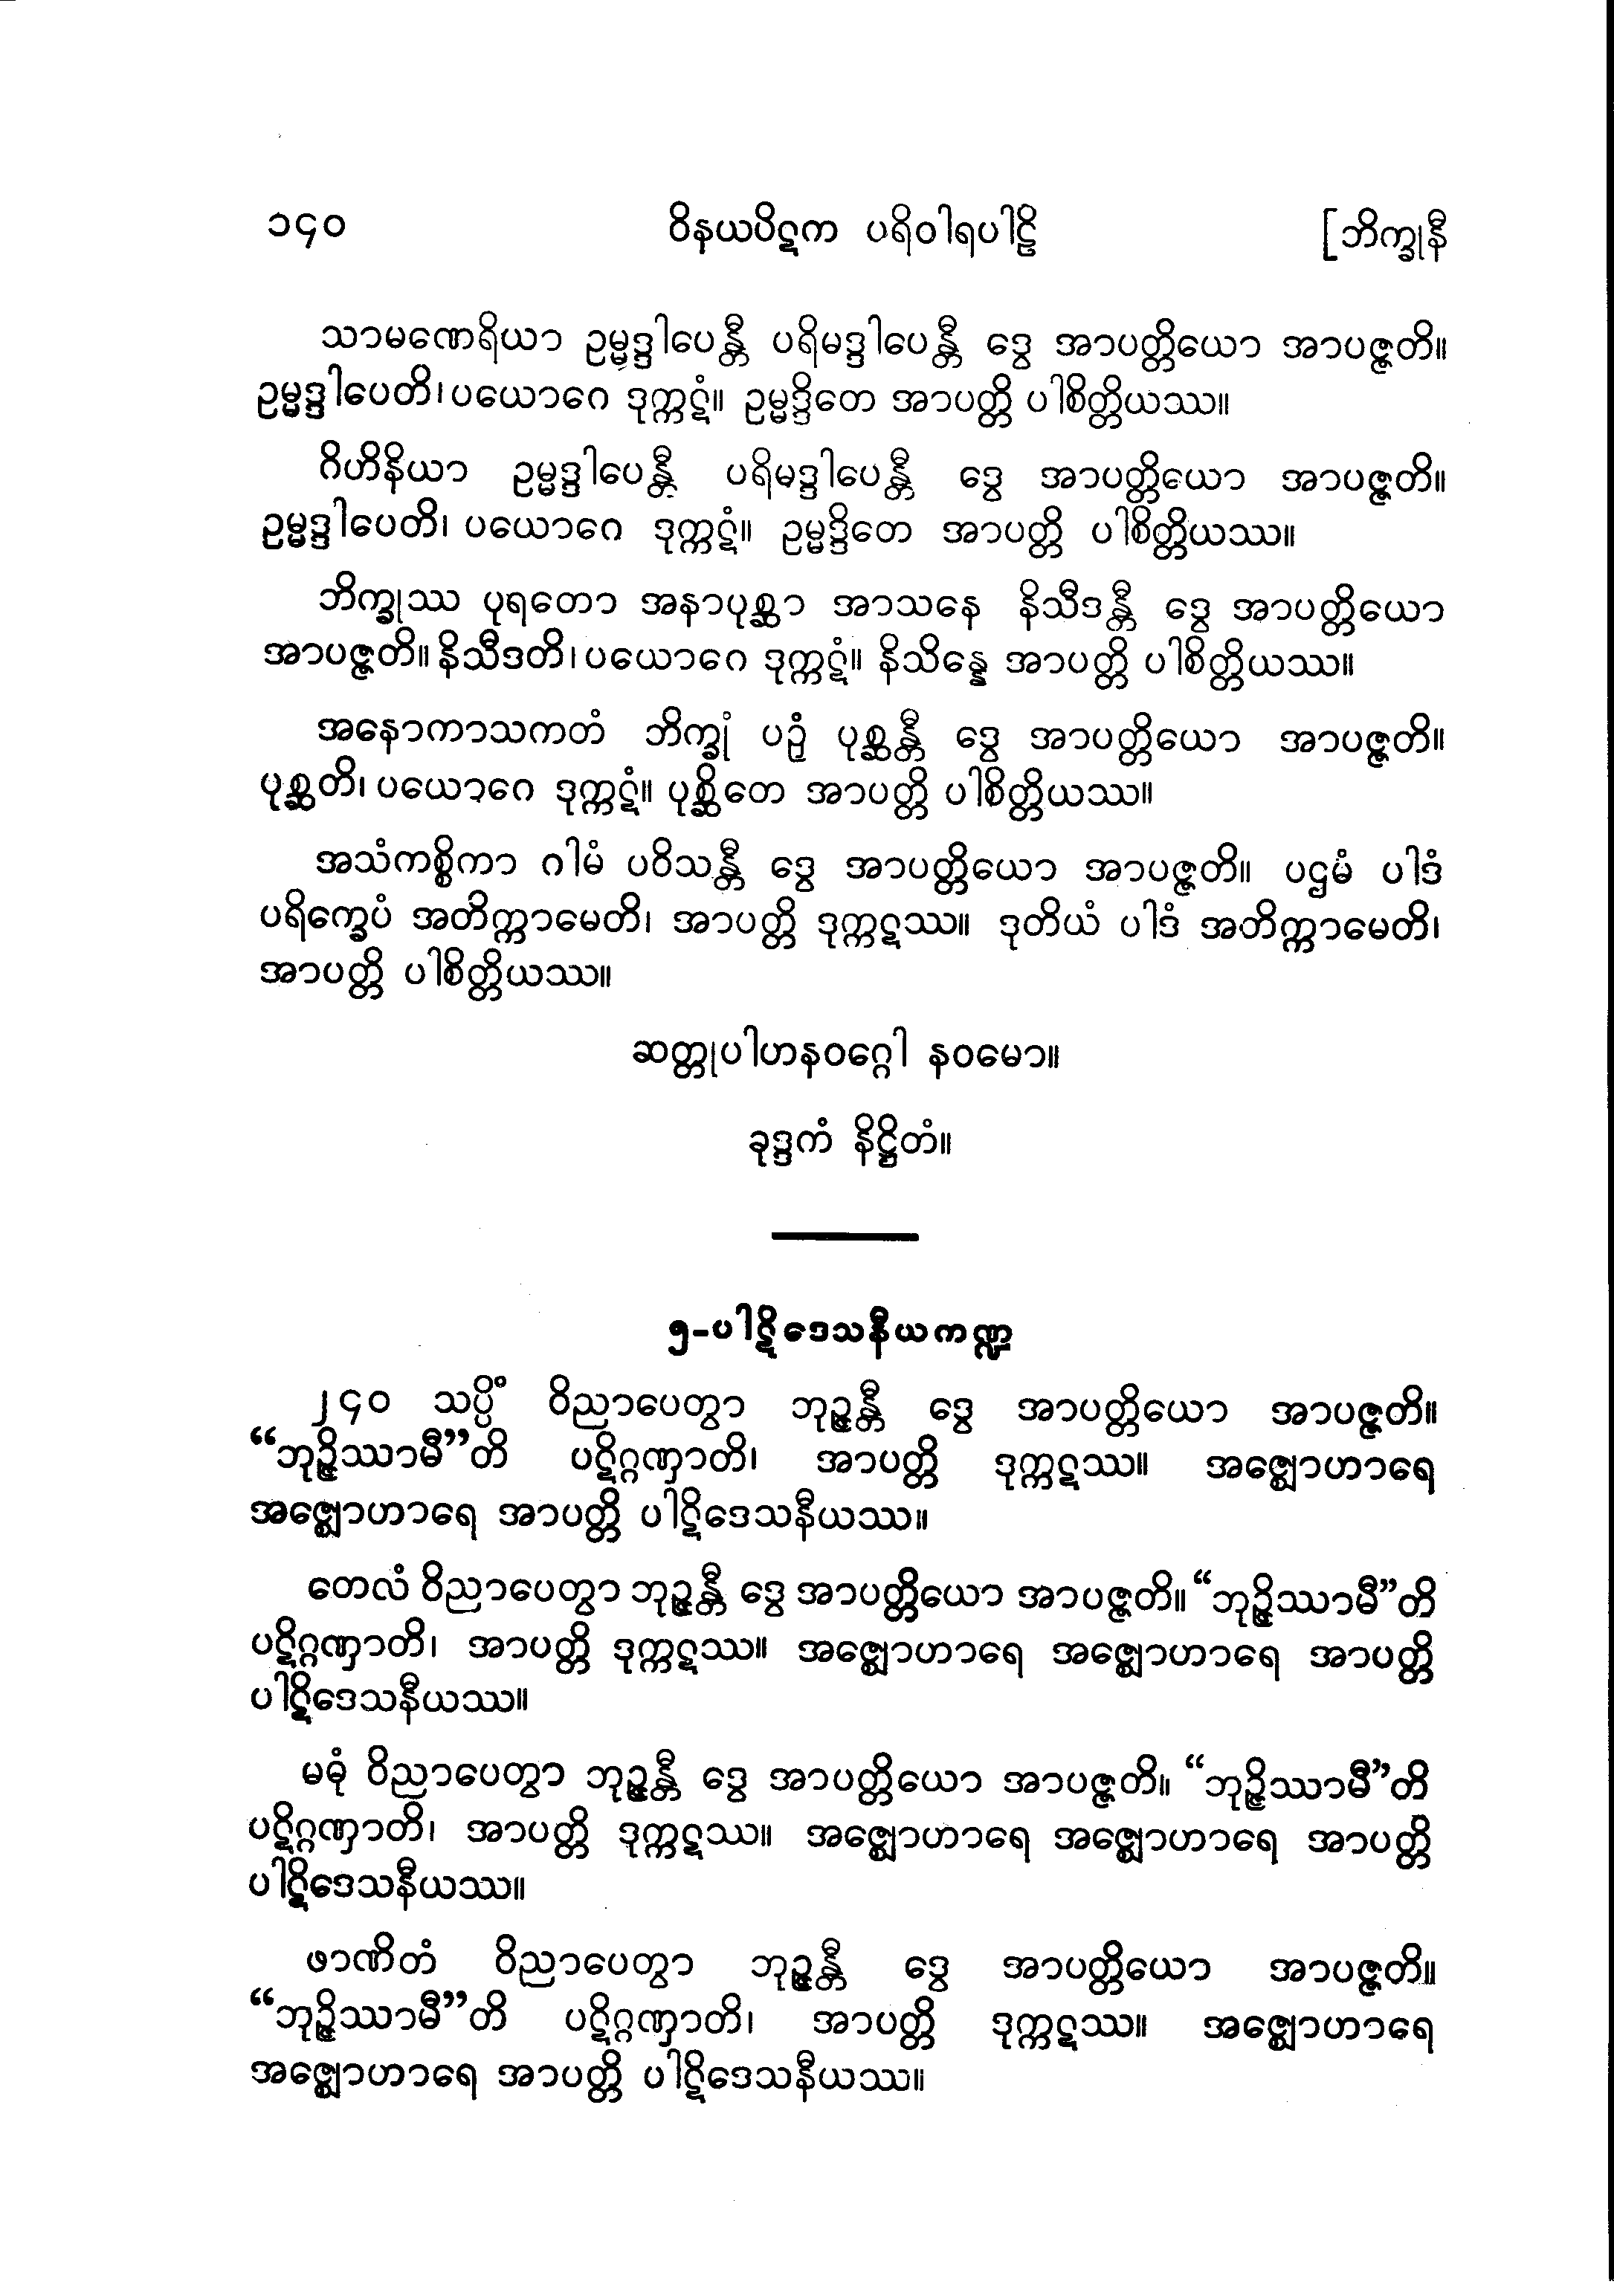 ၁၄၀ ဝိနယပိဋက ပရိဝါရပါဠိ [ဘိက္ခုနီ
သာမဏေရိယာ ဥမ္မဒ္ဒါပေန္တီ ပရိမဒ္ဒါပေန္တီ ဒွေ အာပတ္တိယော အာပဇ္ဇတိ။
ဥမ္မဒ္ဒါပေတိ၊ ပယောဂေ ဒုက္ကဋံ။ ဥမ္မဒ္ဒိတေ အာပတ္တိ ပါစိတ္တိယဿ။
ဂိဟိနိယာ ဥမ္မဒ္ဒါပေန္တီ ပရိမဒ္ဒါပေန္တီ ဒွေ အာပတ္တိယော အာပဇ္ဇတိ။
ဥမ္မဒ္ဒါပေတိ၊ ပယောဂေ ဒုက္ကဋံ။ ဥမ္မဒ္ဒိတေ အာပတ္တိ ပါစိတ္တိယဿ။
ဘိက္ခုဿ ပုရတော အနာပုစ္ဆာ အာသနေ နိသီဒန္တီ ဒွေ အာပတ္တိယော
အာပဇ္ဇတိ။ နိသီဒတိ၊ ပယောဂေ ဒုက္ကဋံ။ နိသိန္နေ အာပတ္တိ ပါစိတ္တိယဿ။
အနောကာသကတံ ဘိက္ခုံ ပဉှံ ပုစ္ဆန္တီ ဒွေ အာပတ္တိယော အာပဇ္ဇတိ။
ပုစ္ဆတိ၊ ပယောဂေ ဒုက္ကဋံ။ ပုစ္ဆိတေ အာပတ္တိ ပါစိတ္တိယဿ။
အသံကစ္စိကာ ဂါမံ ပဝိသန္တီ ဒွေ အာပတ္တိယော အာပဇ္ဇတိ။ ပဌမံ ပါဒံ
ပရိက္ခေပံ အတိက္ကာမေတိ၊ အာပတ္တိ ဒုက္ကဋဿ။ ဒုတိယံ ပါဒံ အတိက္ကာမေတိ၊
အာပတ္တိ ပါစိတ္တိယဿ။
ဆတ္တုပါဟနဝဂ္ဂေါ နဝမော။
ခုဒ္ဒကံ နိဋ္ဌိတံ။
၅-ပါဋိဒေသနီယကဏ္ဍ
၂၄၀ သပ္ပိံ ဝိညာပေတွာ ဘုဉ္ဇန္တီ ဒွေ အာပတ္တိယော အာပဇ္ဇတိ။
“ဘုဉ္ဇိဿာမီ”တိ ပဋိဂ္ဂဏှာတိ၊ အာပတ္တိ ဒုက္ကဋဿ။ အဇ္ဈောဟာရေ
အဇ္ဈောဟာရေ အာပတ္တိ ပါဋိဒေသနီယဿ။
တေလံ ဝိညာပေတွာ ဘုဉ္ဇန္တီ ဒွေ အာပတ္တိယော အာပဇ္ဇတိ။ “ဘုဉ္ဇိဿာမီ”တိ
ပဋိဂ္ဂဏှာတိ၊ အာပတ္တိ ဒုက္ကဋဿ။ အဇ္ဈောဟာရေ အဇ္ဈောဟာရေ အာပတ္တိ
ပါဋိဒေသနီယဿ။
မဓုံ ဝိညာပေတွာ ဘုဉ္ဇန္တီ ဒွေ အာပတ္တိယော အာပဇ္ဇတိ။ “ဘုဉ္ဇိဿာမီ”တိ
ပဋိဂ္ဂဏှာတိ၊ အာပတ္တိ ဒုက္ကဋဿ။ အဇ္ဈောဟာရေ အဇ္ဈောဟာရေ အာပတ္တိ
ပါဋိဒေသနီယဿ။
ဖာဏိတံ ဝိညာပေတွာ ဘုဉ္ဇန္တီ ဒွေ အာပတ္တိယော အာပဇ္ဇတိ။
“ဘုဉ္ဇိဿာမီ”တိ ပဋိဂ္ဂဏှာတိ၊ အာပတ္တိ ဒုက္ကဋဿ။ အဇ္ဈောဟာရေ
အဇ္ဈောဟာရေ အာပတ္တိ ပါဋိဒေသနီယဿ။